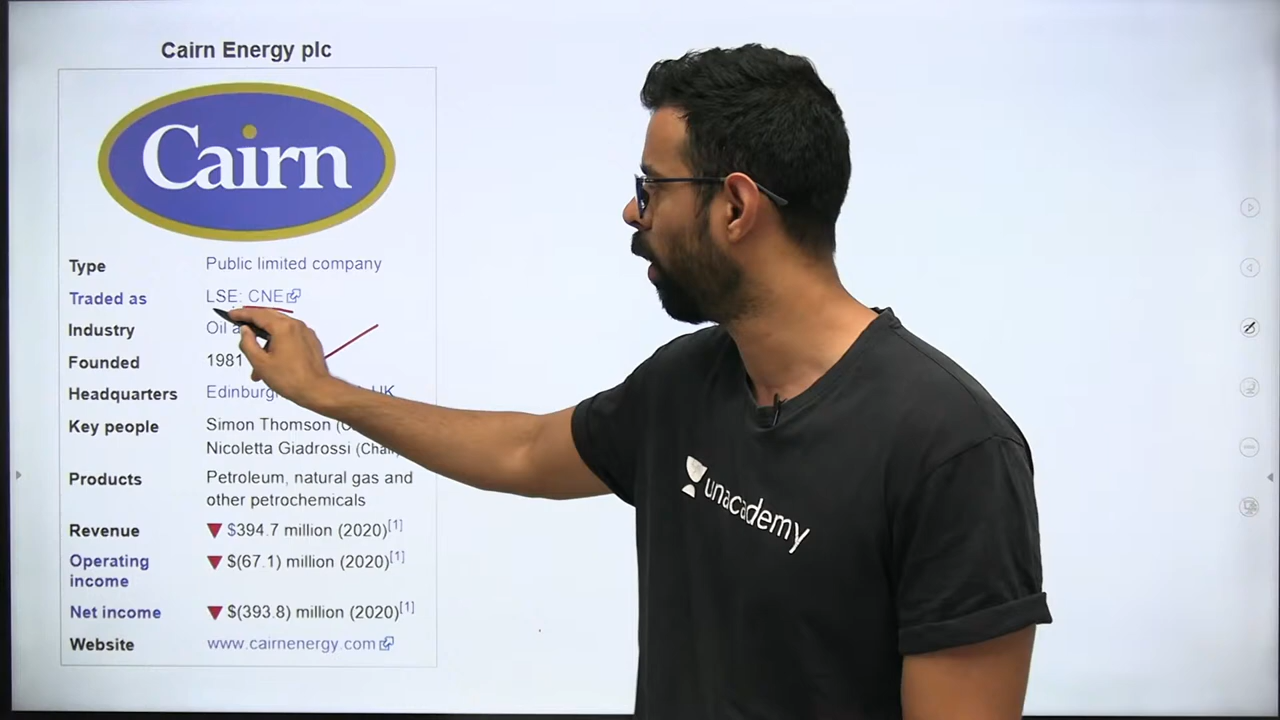 Cairn Energy plc
Cairn
Type Public limited company
Traded as LSE: CNE
Industry Oil
Founded 1981
Headquarters UK
Key people Simon Thomson
Nicoletta Giadrossi
Products Petroleum, natural gas and
other petrochemicals
Revenue $394.7 million (2020)[1]
Operating
income $(67.1) million (2020)[1]
Net income $(393.8) million (2020)[1]
Website www.cairnenergy.com
unacademy